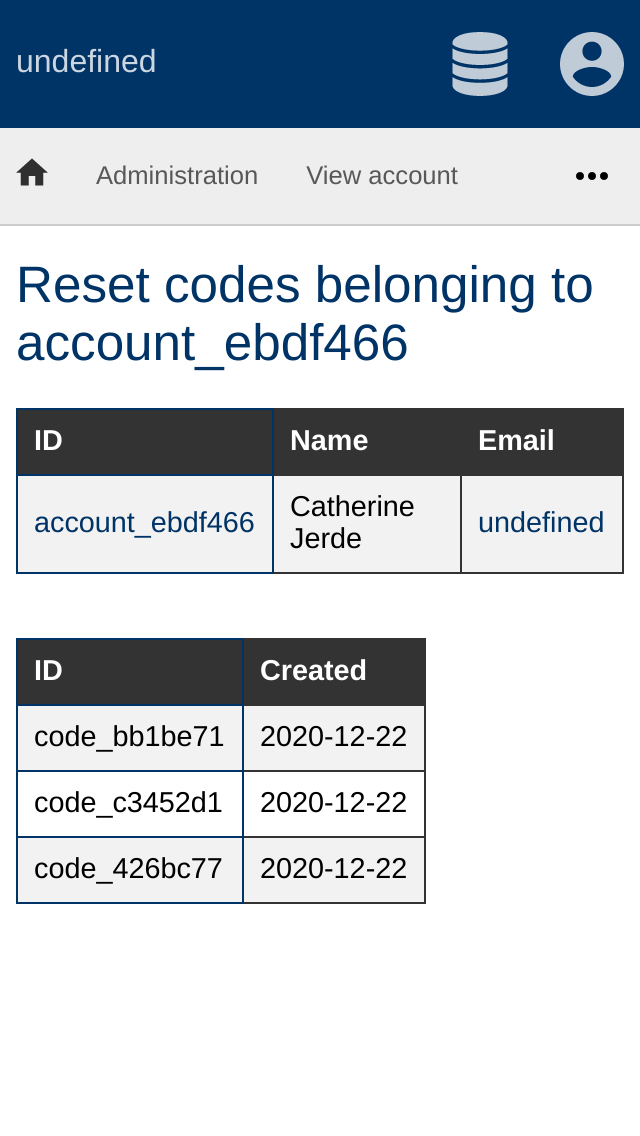 undefined
Administration View account
Reset codes belonging to
account_ebdf466
ID Name Email
account_ebdf466 Catherine Jerde undefined
ID Created
code_bb1be71 2020-12-22
code_c3452d1 2020-12-22
code_426bc77 2020-12-22